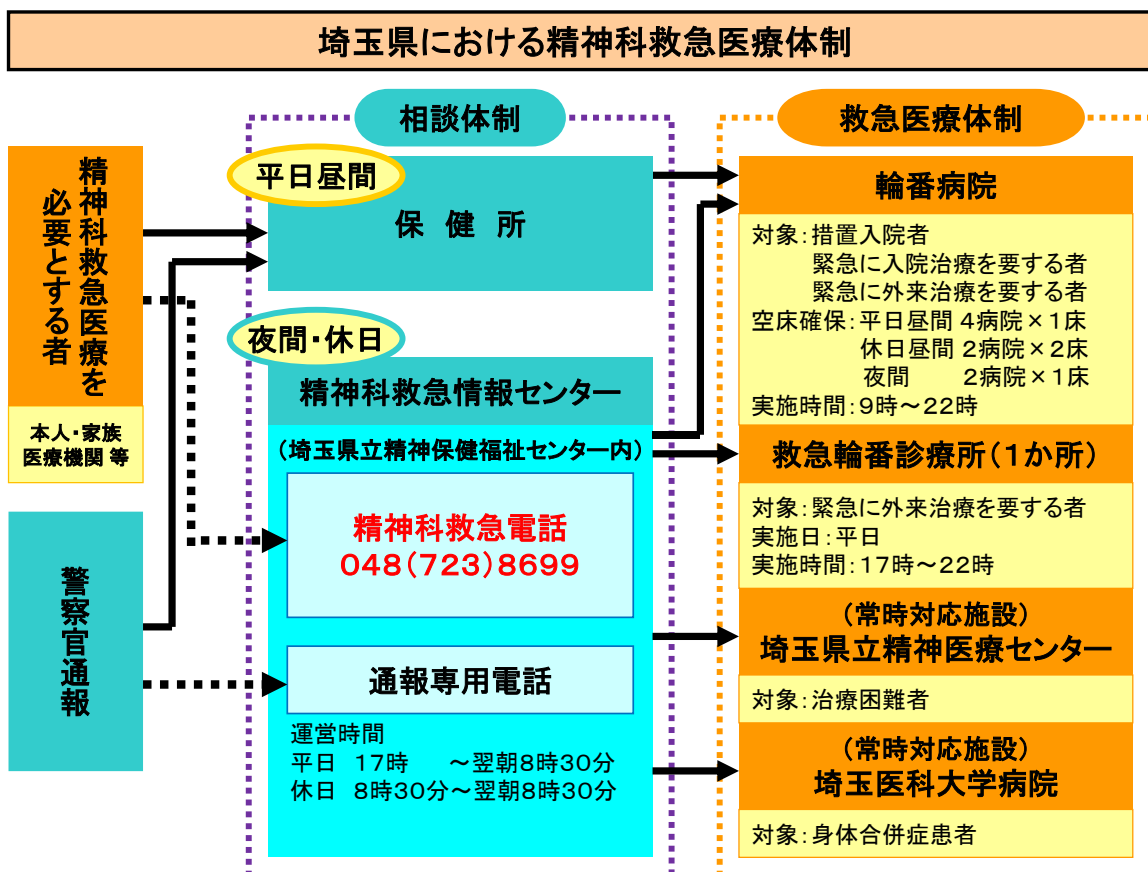 埼玉県における精神科救急医療体制
相談体制
救急医療体制
精神科救急医療を
必要とする者
本人・家族
医療機関 等
警察官通報
平日昼間
保 健 所
夜間・休日
精神科救急情報センター
(埼玉県立精神保健福祉センター内)
精神科救急電話
048(723)8699
通報専用電話
運営時間
平日 17時 ～翌朝8時30分
休日 8時30分～翌朝8時30分
輪番病院
対象:措置入院者
緊急に入院治療を要する者
緊急に外来治療を要する者
空床確保:平日昼間 4病院×1床
休日昼間 2病院×2床
夜間 2病院×1床
実施時間:9時～22時
救急輪番診療所(1か所)
対象:緊急に外来治療を要する者
実施日:平日
実施時間:17時～22時
(常時対応施設)
埼玉県立精神医療センター
対象:治療困難者
(常時対応施設)
埼玉医科大学病院
対象:身体合併症患者